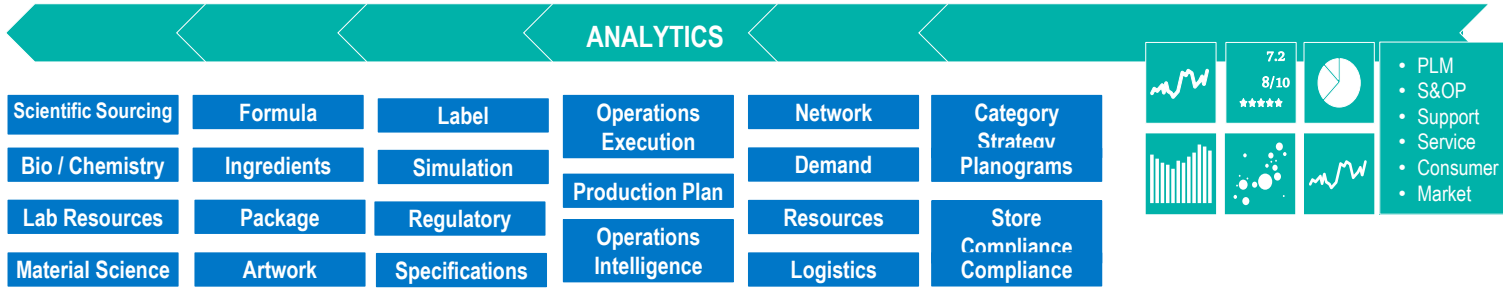 ANALYTICS
Scientific Sourcing
Bio / Chemistry
Lab Resources
Material Science
Formula
Ingredients
Package
Artwork
Label
Simulation
Regulatory
Specifications
Operations
Execution
Production Plan
Operations
Intelligence
Network
Demand
Resources
Logistics
Category
Strategy
Planograms
Store
Compliance
Compliance
7.2
8/10
★★★★★
• PLM
• S&OP
• Support
• Service
• Consumer
• Market